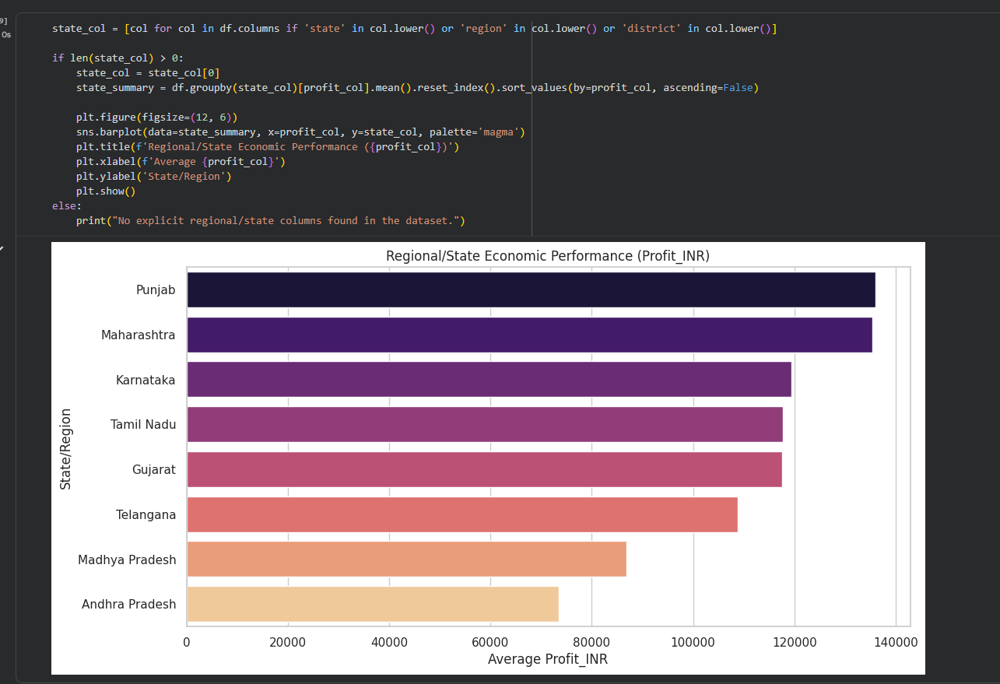 9]
0s
state_col = [col for col in df.columns if 'state' in col.lower() or 'region' in col.lower() or 'district' in col.lower()]
if len(state_col) > 0:
    state_col = state_col[0]
    state_summary = df.groupby(state_col)[profit_col].mean().reset_index().sort_values(by=profit_col, ascending=False)
    plt.figure(figsize=(12, 6))
    sns.barplot(data=state_summary, x=profit_col, y=state_col, palette='magma')
    plt.title(f'Regional/State Economic Performance ({profit_col})')
    plt.xlabel(f'Average {profit_col}')
    plt.ylabel('State/Region')
    plt.show()
else:
    print("No explicit regional/state columns found in the dataset.")
Regional/State Economic Performance (Profit_INR)
State/Region
Punjab
Maharashtra
Karnataka
Tamil Nadu
Gujarat
Telangana
Madhya Pradesh
Andhra Pradesh
0 20000 40000 60000 80000 100000 120000 140000
Average Profit_INR